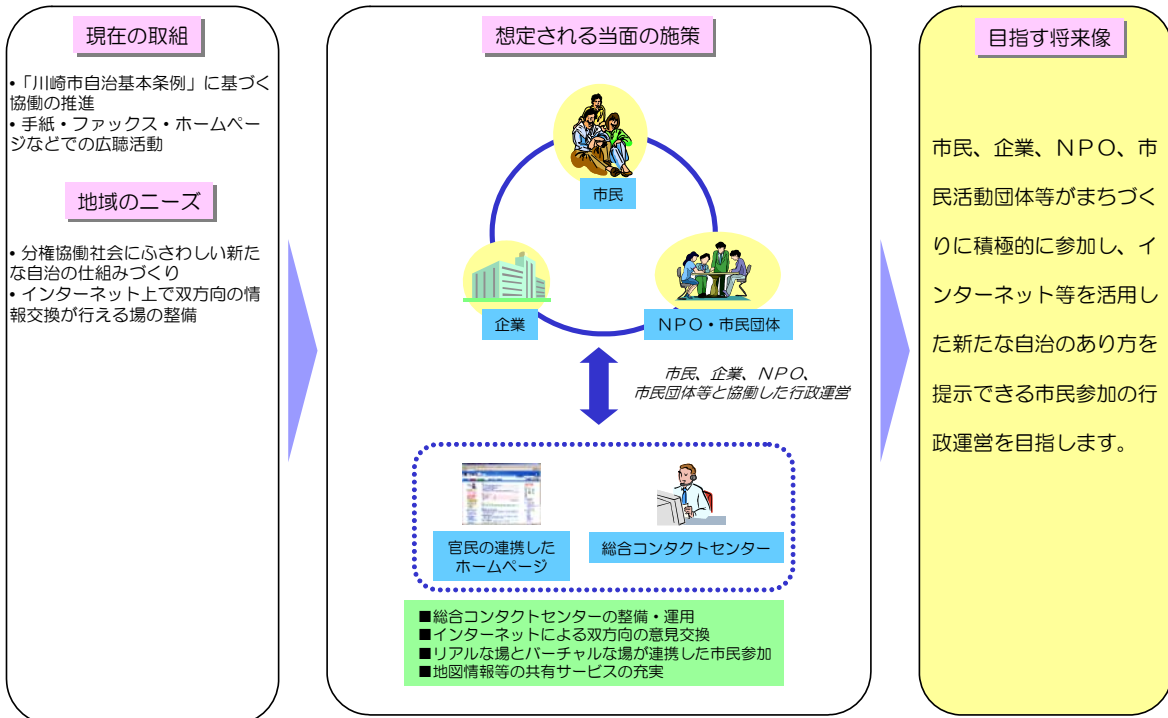 現在の取組
•「川崎市自治基本条例」に基づく
協働の推進
• 手紙・ファックス・ホームペー
ジなどでの広聴活動
地域のニーズ
• 分権協働社会にふさわしい新た
な自治の仕組みづくり
• インターネット上で双方向の情
報交換が行える場の整備
想定される当面の施策
市民
企業
NPO・市民団体
市民、企業、NPO、
市民団体等と協働した行政運営
官民の連携した
ホームページ
総合コンタクトセンター
■総合コンタクトセンターの整備・運用
■インターネットによる双方向の意見交換
■リアルな場とバーチャルな場が連携した市民参加
■地図情報等の共有サービスの充実
目指す将来像
市民、企業、NPO、市
民活動団体等がまちづく
りに積極的に参加し、イ
ンターネット等を活用し
た新たな自治のあり方を
提示できる市民参加の行
政運営を目指します。